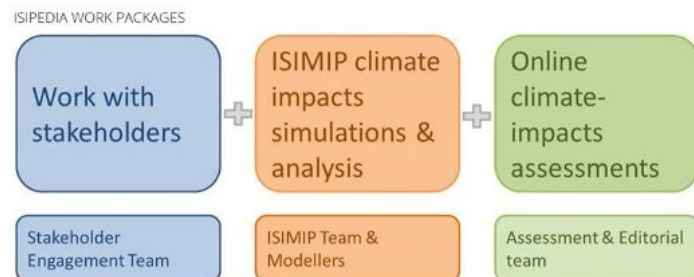 ISIPEDIA WORK PACKAGES
Work with
stakeholders
ISIMIP climate
impacts
simulations &
analysis
Online
climate-
impacts
assessments
Stakeholder
Engagement Team
ISIMIP Team &
Modellers
Assessment & Editorial
team